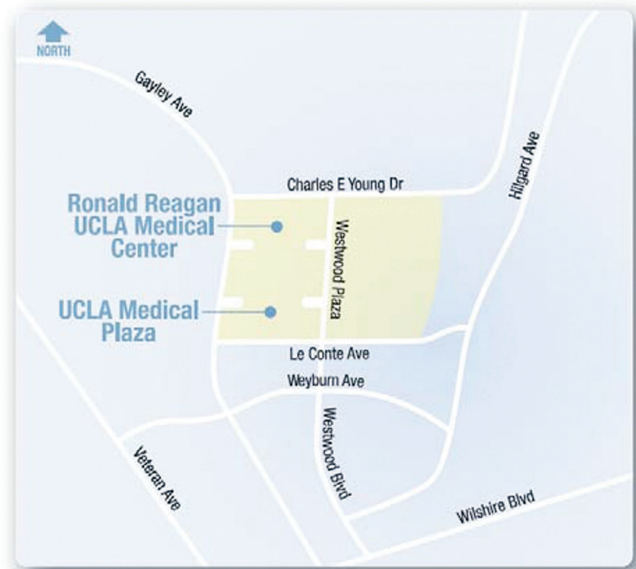 NORTH
Gayley Ave
Charles E Young Dr
Hilgard Ave
Ronald Reagan
UCLA Medical
Center
Westwood Plaza
UCLA Medical
Plaza
Le Conte Ave
Weyburn Ave
Westwood Blvd
Veteran Ave
Wilshire Blvd